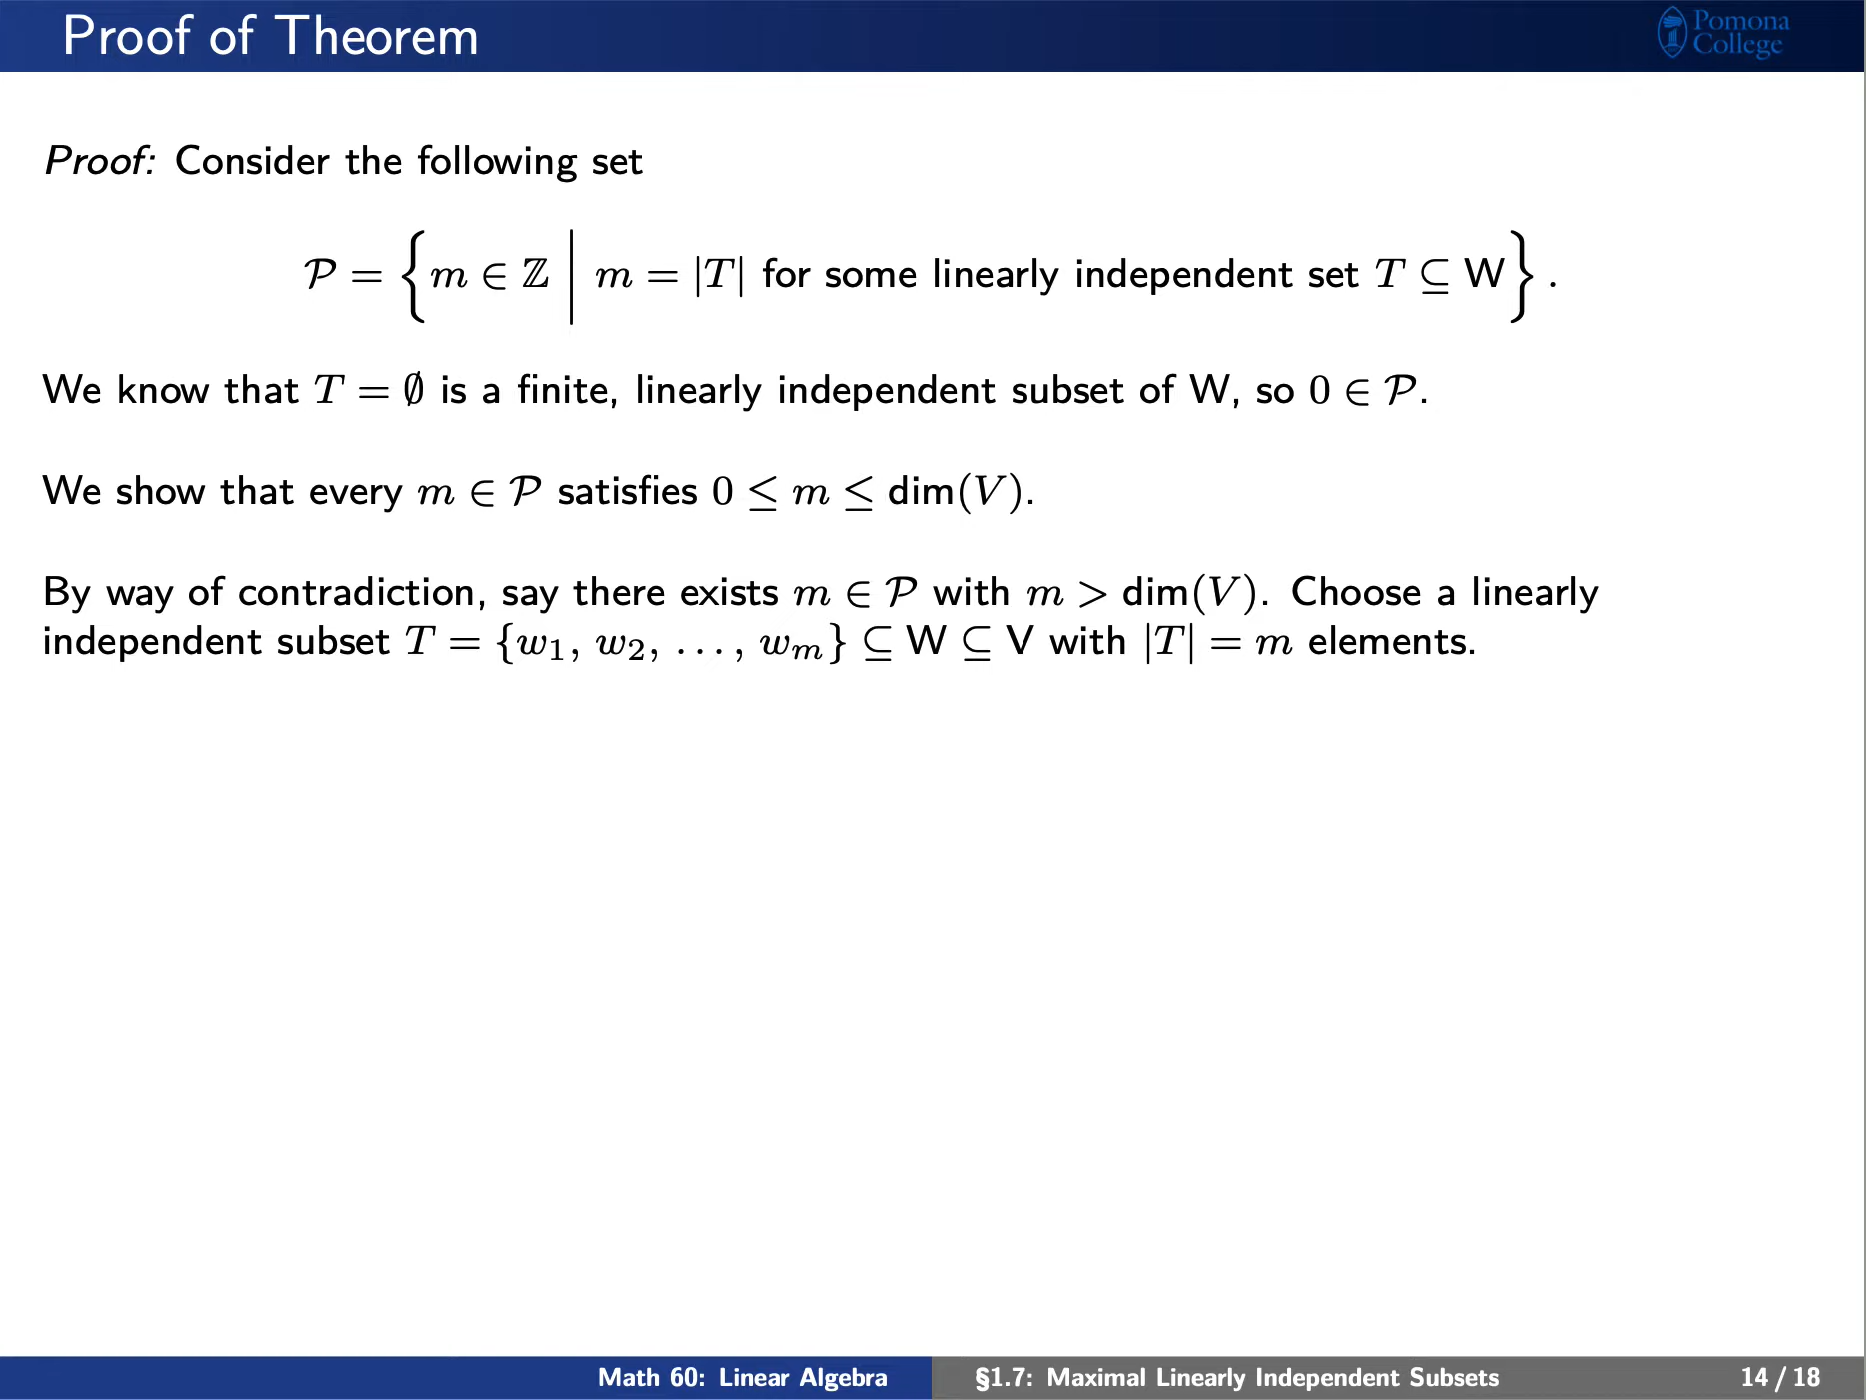 Proof of Theorem
Pomona
College
Proof: Consider the following set
𝒫 = { m ∈ ℤ | m = |T| for some linearly independent set T ⊆ W } .
We know that T = ∅ is a finite, linearly independent subset of W, so 0 ∈ 𝒫.
We show that every m ∈ 𝒫 satisfies 0 ≤ m ≤ dim(V).
By way of contradiction, say there exists m ∈ 𝒫 with m > dim(V). Choose a linearly
independent subset T = {w₁, w₂, ..., wₘ} ⊆ W ⊆ V with |T| = m elements.
Math 60: Linear Algebra §1.7: Maximal Linearly Independent Subsets 14 / 18